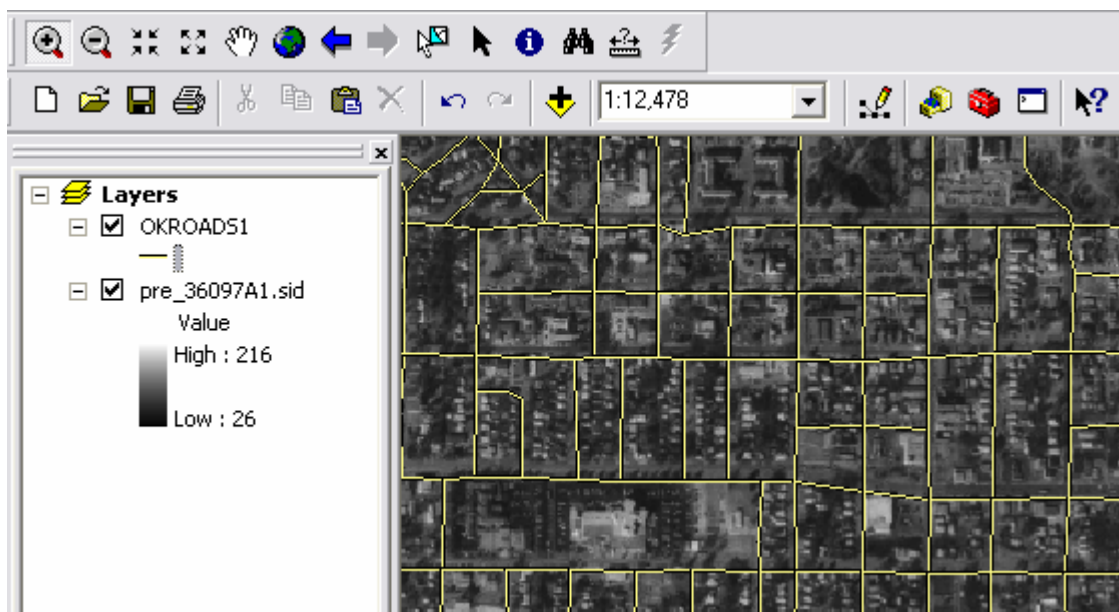 1:12,478
Layers
OKROADS1
pre_36097A1.sid
Value
High : 216
Low : 26